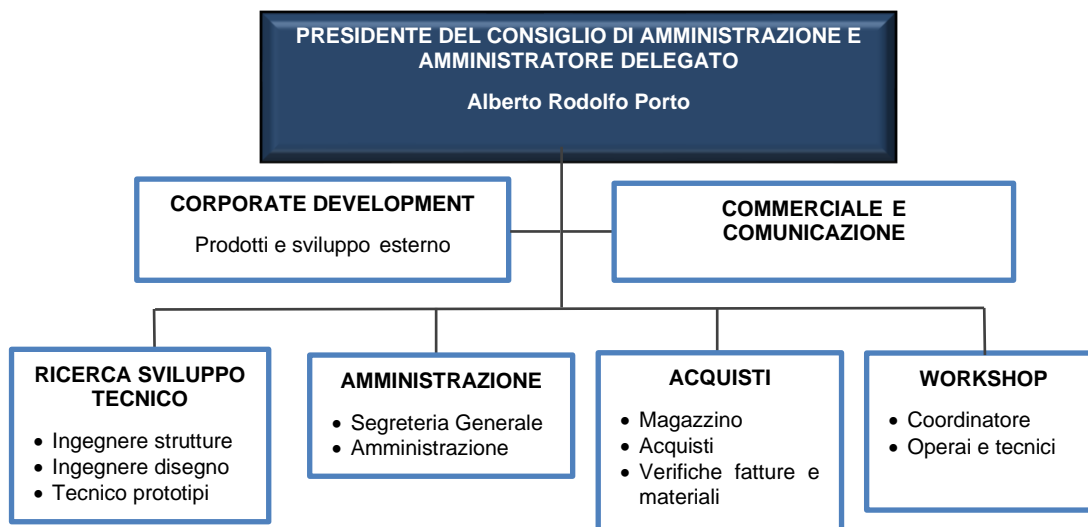 PRESIDENTE DEL CONSIGLIO DI AMMINISTRAZIONE E
AMMINISTRATORE DELEGATO
Alberto Rodolfo Porto
CORPORATE DEVELOPMENT
Prodotti e sviluppo esterno
COMMERCIALE E
COMUNICAZIONE
RICERCA SVILUPPO
TECNICO
• Ingegnere strutture
• Ingegnere disegno
• Tecnico prototipi
AMMINISTRAZIONE
• Segreteria Generale
• Amministrazione
ACQUISTI
• Magazzino
• Acquisti
• Verifiche fatture e
materiali
WORKSHOP
• Coordinatore
• Operai e tecnici